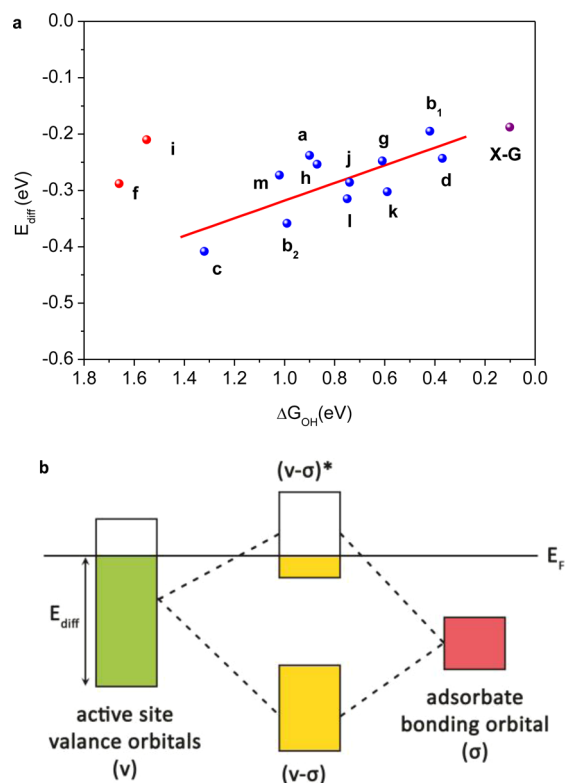 a
0.0
-0.1
-0.2
-0.3
-0.4
-0.5
-0.6
E_diff(eV)
i
f
a
m
h
j
g
b_1
X-G
d
k
l
b_2
c
1.8 1.6 1.4 1.2 1.0 0.8 0.6 0.4 0.2 0.0
ΔG_OH(eV)
b
(v-σ)*
E_F
E_diff
active site
valance orbitals
(v)
(v-σ)
adsorbate
bonding orbital
(σ)